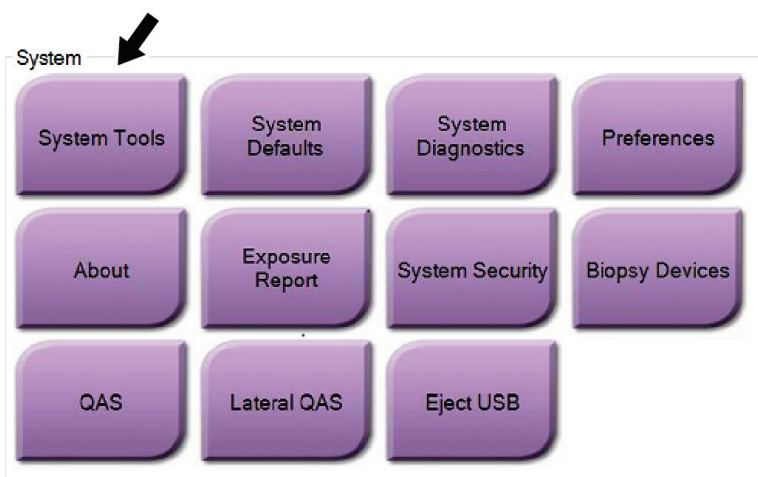 System
System Tools
System
Defaults
System
Diagnostics
Preferences
About
Exposure
Report
System Security
Biopsy Devices
QAS
Lateral QAS
Eject USB